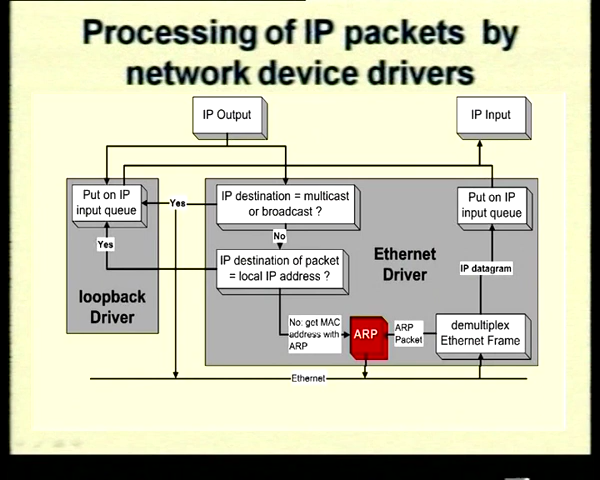 Processing of IP packets by
network device drivers
IP Output
IP Input
Put on IP
input queue
Yes
IP destination = multicast
or broadcast ?
Put on IP
input queue
No
Yes
IP destination of packet
= local IP address ?
Ethernet
Driver
IP datagram
loopback
Driver
No: get MAC
address with
ARP
ARP
ARP
Packet
demultiplex
Ethernet Frame
Ethernet